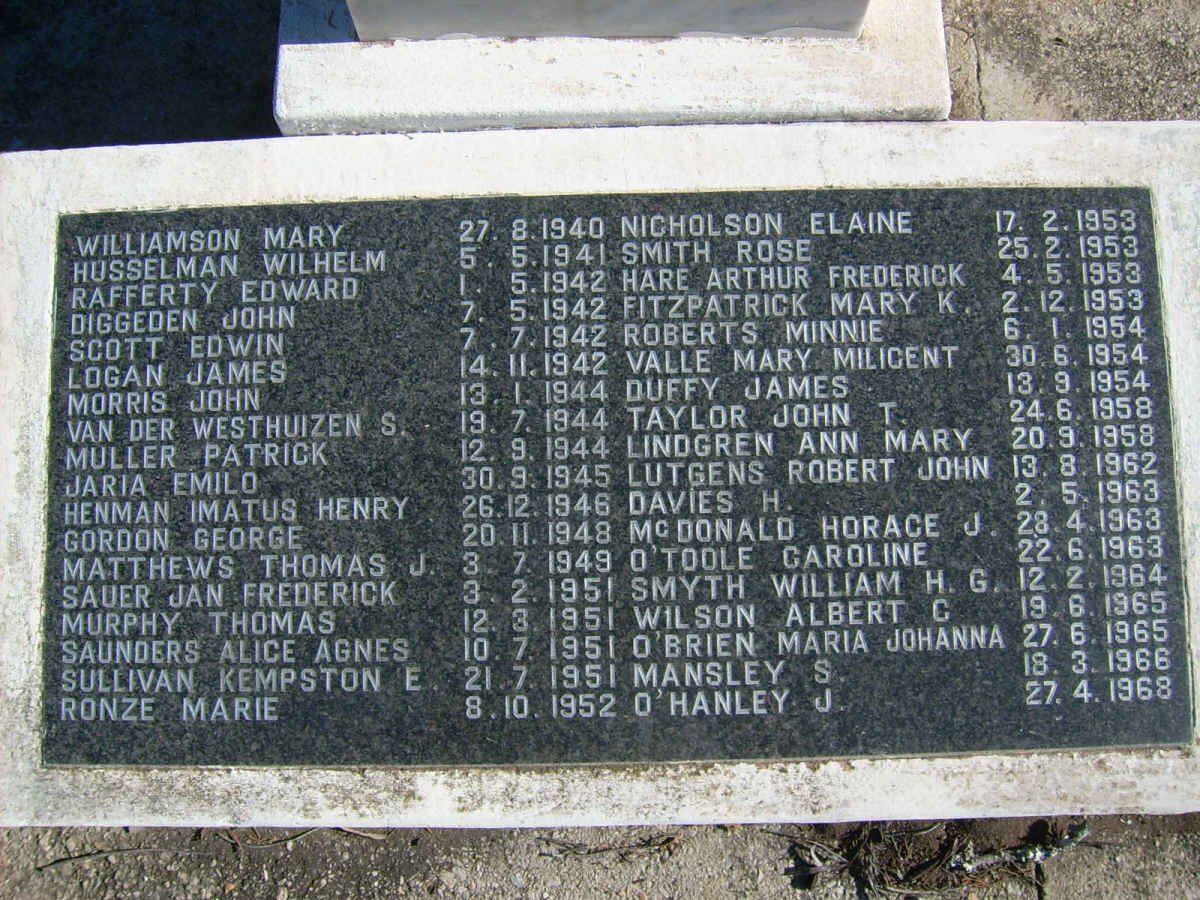 WILLIAMSON MARY 27. 8. 1940 NICHOLSON ELAINE 17. 2. 1953
HUSSELMAN WILHELM 5. 5. 1941 SMITH ROSE 25. 2. 1953
RAFFERTY EDWARD 1. 5. 1942 HARE ARTHUR FREDERICK 4. 5. 1953
DIGGEDEN JOHN 7. 5. 1942 FITZPATRICK MARY K. 2. 12. 1953
SCOTT EDWIN 7. 7. 1942 ROBERTS MINNIE 6. 1. 1954
LOGAN JAMES 14. 11. 1942 VALLE MARY MILICENT 30. 6. 1954
MORRIS JOHN 13. 1. 1944 DUFFY JAMES 13. 9. 1954
VAN DER WESTHUIZEN S. 19. 7. 1944 TAYLOR JOHN T. 24. 6. 1958
MULLER PATRICK 12. 9. 1944 LINDGREN ANN MARY 20. 9. 1958
JARIA EMILO 30. 9. 1945 LUTGENS ROBERT JOHN 13. 8. 1962
HENMAN IMATUS HENRY 26. 12. 1946 DAVIES H. 2. 5. 1963
GORDON GEORGE 20. 11. 1948 McDONALD HORACE J. 28. 4. 1963
MATTHEWS THOMAS J. 3. 7. 1949 O'TOOLE CAROLINE 22. 6. 1963
SAUER JAN FREDERICK 3. 2. 1951 SMYTH WILLIAM H. G. 12. 2. 1964
MURPHY THOMAS 12. 3. 1951 WILSON ALBERT C 19. 6. 1965
SAUNDERS ALICE AGNES 10. 7. 1951 O'BRIEN MARIA JOHANNA 27. 6. 1965
SULLIVAN KEMPSTON E. 21. 7. 1951 MANSLEY S. 18. 3. 1966
RONZE MARIE 8. 10. 1952 O'HANLEY J. 27. 4. 1968